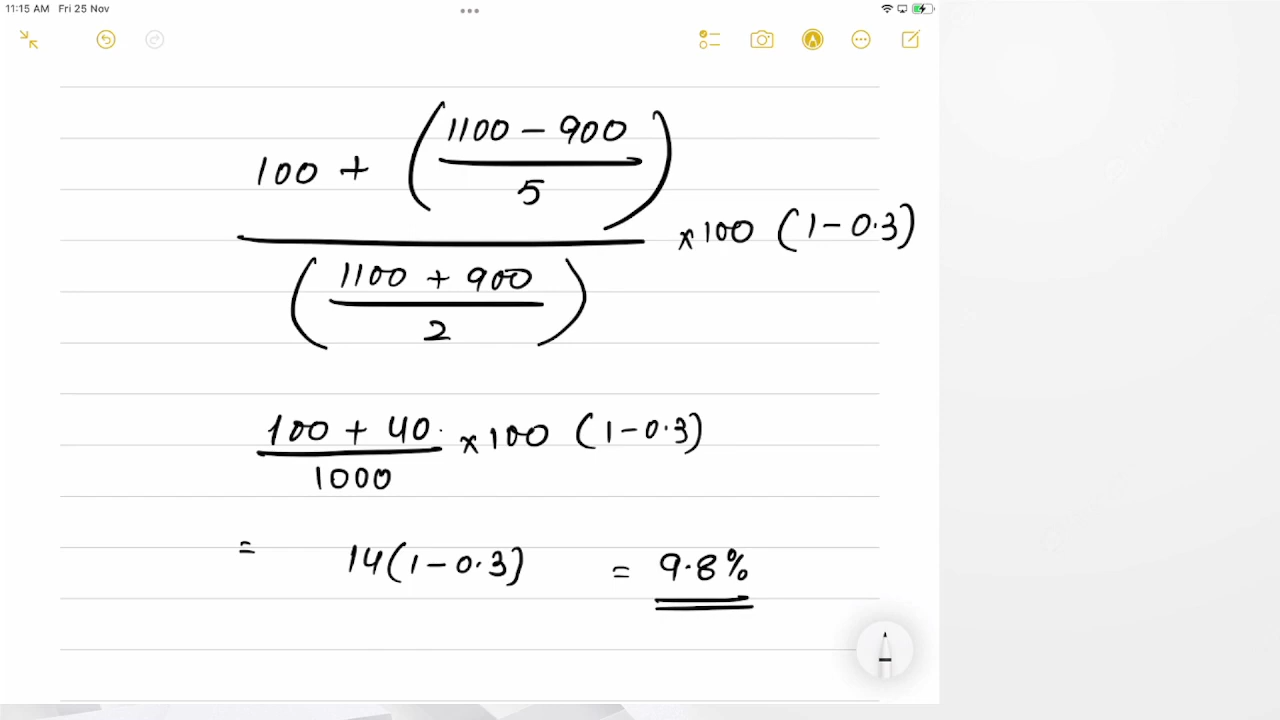 11:15 AM Fri 25 Nov
1100 - 900
100 + ( 5 )
× 100 (1 - 0.3)
( 1100 + 900
2 )
100 + 40 × 100 (1 - 0.3)
1000
= 14 (1 - 0.3) = 9.8%